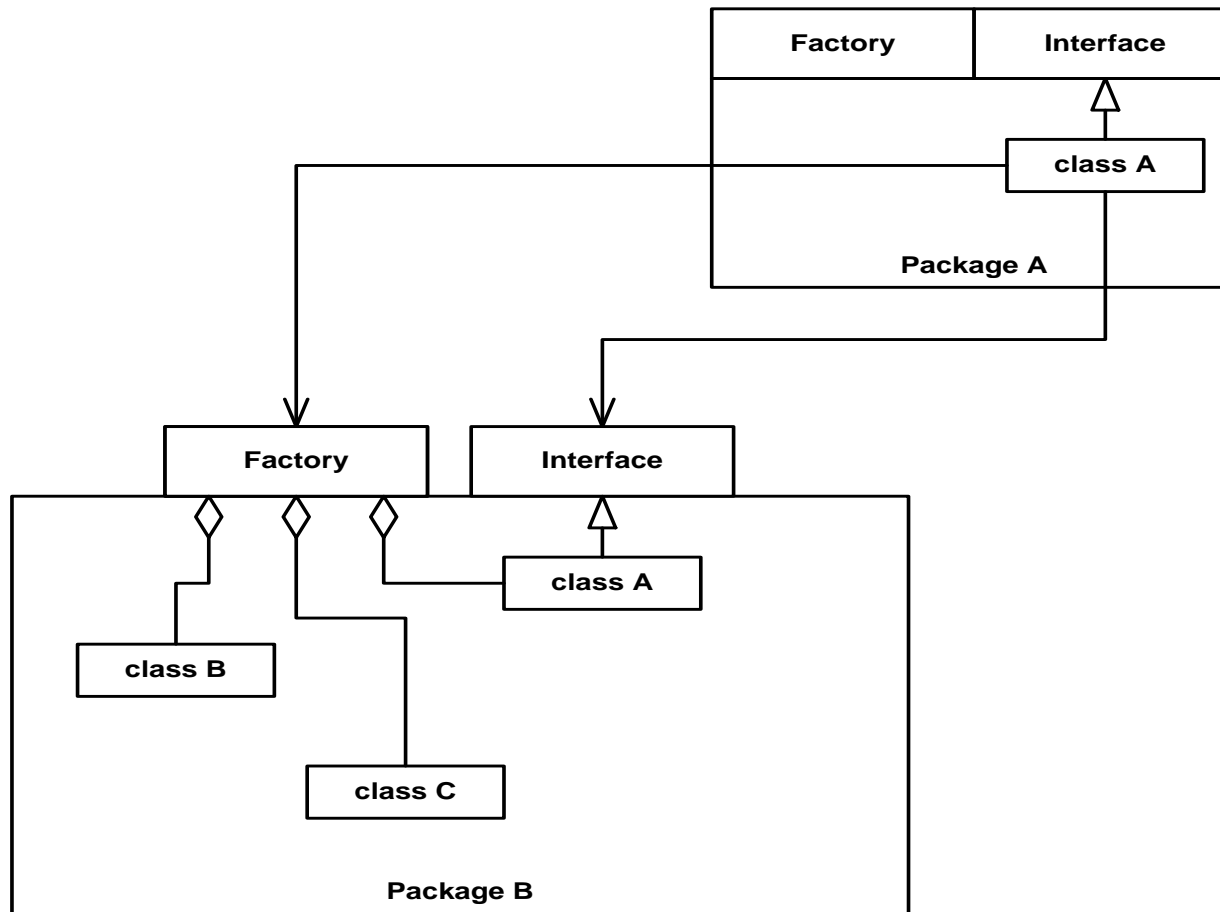 Factory
Interface
class A
Package A
Factory
Interface
class A
class B
class C
Package B